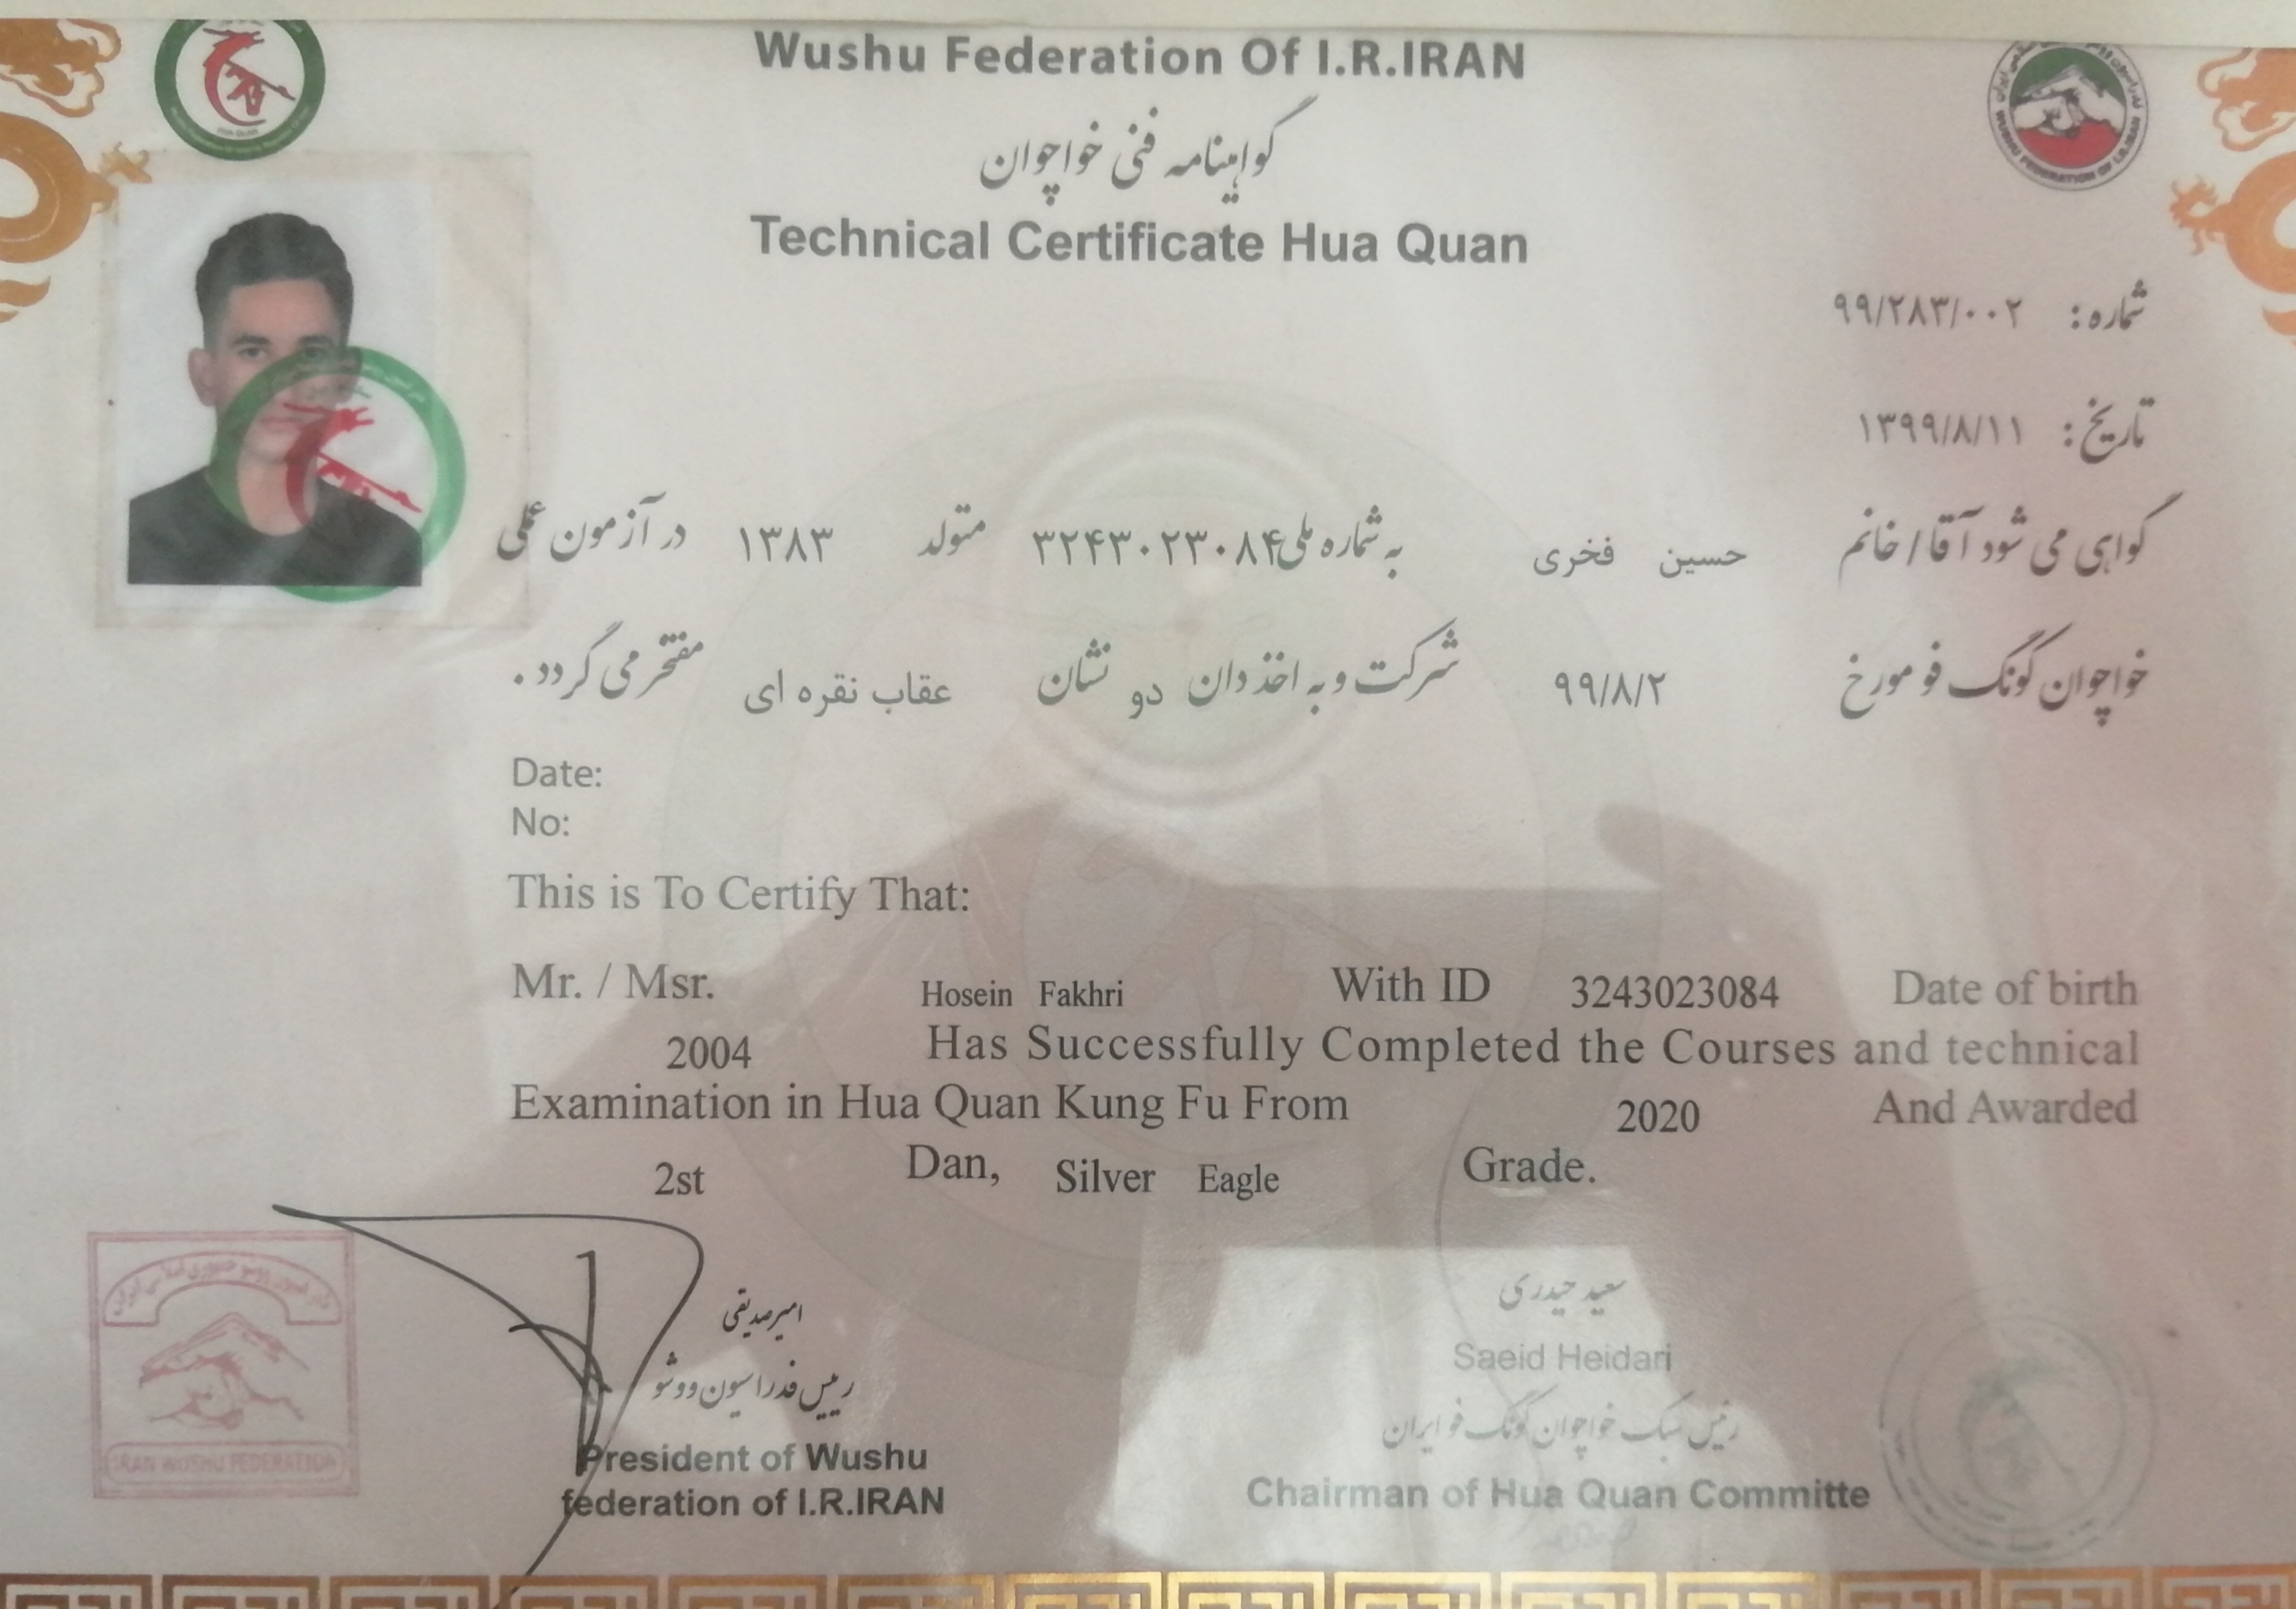 Wushu Federation Of I.R.IRAN
گواهینامه فنی خواچوان
Technical Certificate Hua Quan
شماره: ۹۹/۲۸۳/۰۰۲
تاریخ: ۱۳۹۹/۸/۱۱
گواهی می شود آقا/خانم حسین فخری به شماره ملی ۳۲۴۳۰۲۳۰۸۴ متولد ۱۳۸۳ در آزمون عملی
خواچوان کونگ فو مورخ ۹۹/۸/۲ شرکت و به اخذ دان دو نشان عقاب نقره ای مفتخر می گردد.
Date:
No:
This is To Certify That:
Mr. / Msr. Hosein Fakhri With ID 3243023084 Date of birth
2004 Has Successfully Completed the Courses and technical
Examination in Hua Quan Kung Fu From 2020 And Awarded
2st Dan, Silver Eagle Grade.
امیر صدیقی
رییس فدراسیون ووشو
President of Wushu
federation of I.R.IRAN
سعید حیدری
Saeid Heidari
رئیس سبک خواچوان کونگ فو ایران
Chairman of Hua Quan Committe
WUSHU FEDERATION OF I.R.IRAN
IRAN WUSHU FEDERATION